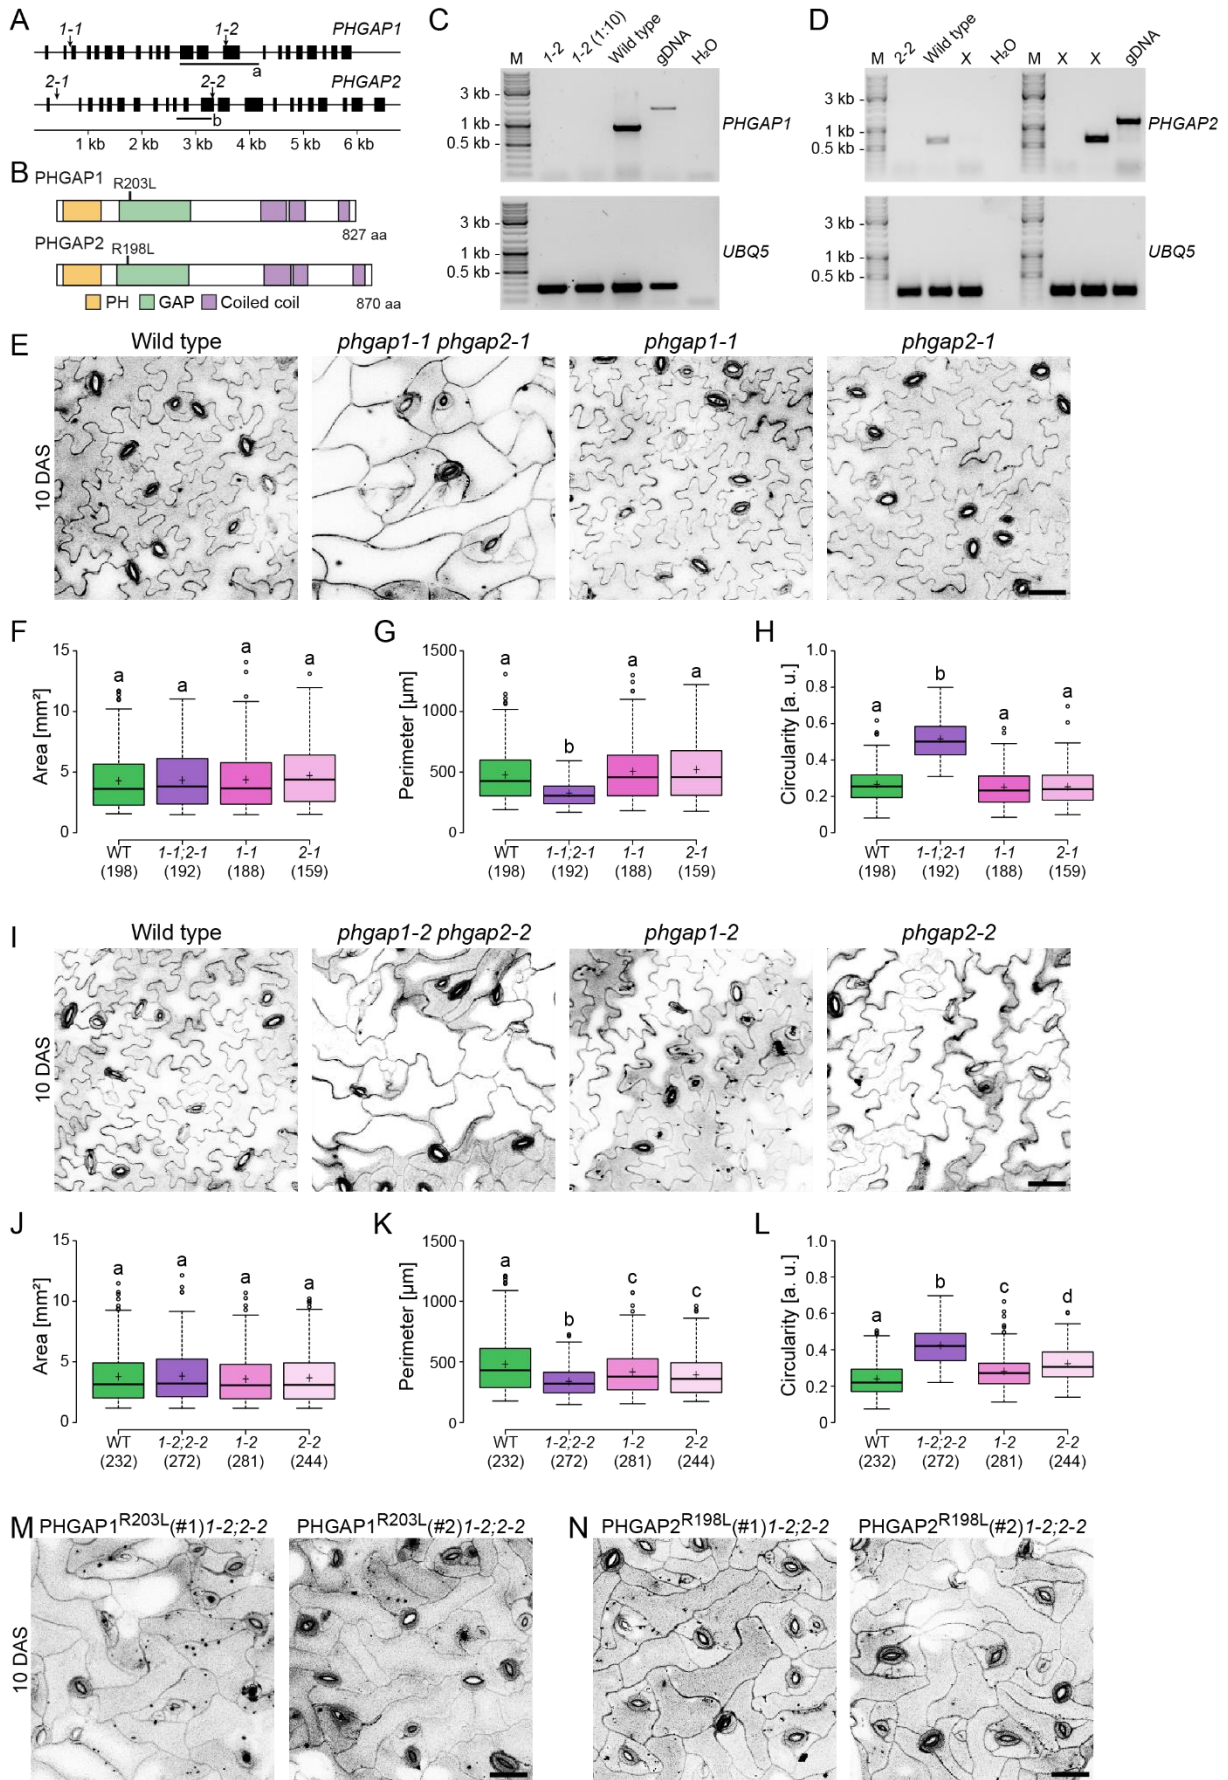 A
1-1
1-2
PHGAP1
a
2-1
2-2
PHGAP2
b
1 kb 2 kb 3 kb 4 kb 5 kb 6 kb
B
PHGAP1
R203L
827 aa
PHGAP2
R198L
870 aa
PH GAP Coiled coil
C
M 1-2 1-2 (1:10) Wild type gDNA H₂O
3 kb -
1 kb -
0.5 kb -
PHGAP1
3 kb -
1 kb -
0.5 kb -
UBQ5
D
M 2-2 Wild type X H₂O M X X gDNA
3 kb -
1 kb -
0.5 kb -
PHGAP2
3 kb -
1 kb -
0.5 kb -
UBQ5
E
Wild type phgap1-1 phgap2-1 phgap1-1 phgap2-1
10 DAS
F
Area [mm²]
15
10
5
0
a a a a
WT 1-1;2-1 1-1 2-1
(198) (192) (188) (159)
G
Perimeter [µm]
1500
1000
500
0
a b a a
WT 1-1;2-1 1-1 2-1
(198) (192) (188) (159)
H
Circularity [a. u.]
1.0
0.8
0.6
0.4
0.2
0
a b a a
WT 1-1;2-1 1-1 2-1
(198) (192) (188) (159)
I
Wild type phgap1-2 phgap2-2 phgap1-2 phgap2-2
10 DAS
J
Area [mm²]
15
10
5
0
a a a a
WT 1-2;2-2 1-2 2-2
(232) (272) (281) (244)
K
Perimeter [µm]
1500
1000
500
0
a b c c
WT 1-2;2-2 1-2 2-2
(232) (272) (281) (244)
L
Circularity [a. u.]
1.0
0.8
0.6
0.4
0.2
0
a b c d
WT 1-2;2-2 1-2 2-2
(232) (272) (281) (244)
M
PHGAP1ᴿ²⁰³ᴸ(#1)1-2;2-2 PHGAP1ᴿ²⁰³ᴸ(#2)1-2;2-2
10 DAS
N
PHGAP2ᴿ¹⁹⁸ᴸ(#1)1-2;2-2 PHGAP2ᴿ¹⁹⁸ᴸ(#2)1-2;2-2